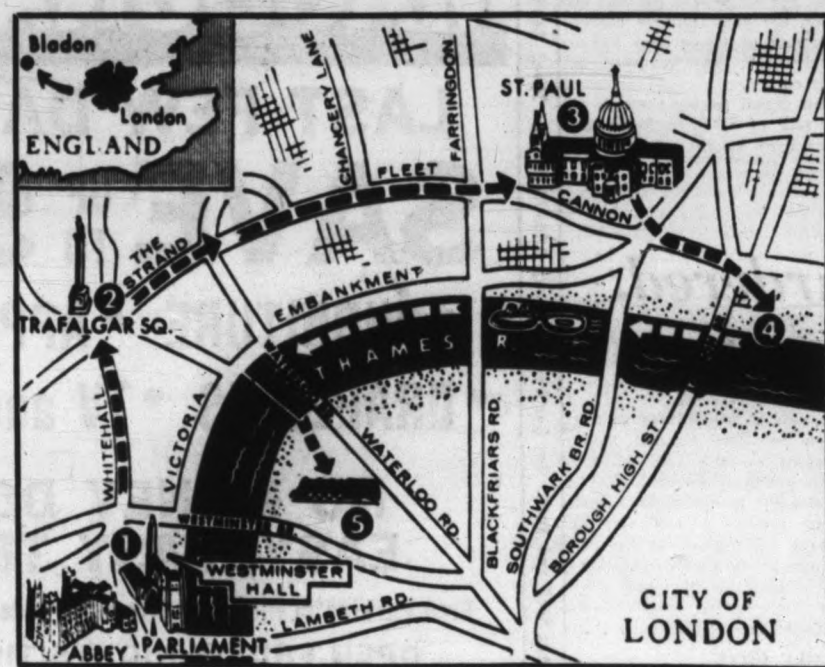 Bladon
London
ENGLAND
CHANCERY LANE
FARRINGDON
ST. PAUL
3
FLEET
CANNON
THE STRAND
2
TRAFALGAR SQ.
EMBANKMENT
THAMES
R.
4
WHITEHALL
VICTORIA
WATERLOO RD.
BLACKFRIARS RD.
SOUTHWARK BR. RD.
BOROUGH HIGH ST.
5
1
WESTMINSTER BR.
WESTMINSTER
HALL
LAMBETH RD.
ABBEY
PARLIAMENT
CITY OF
LONDON